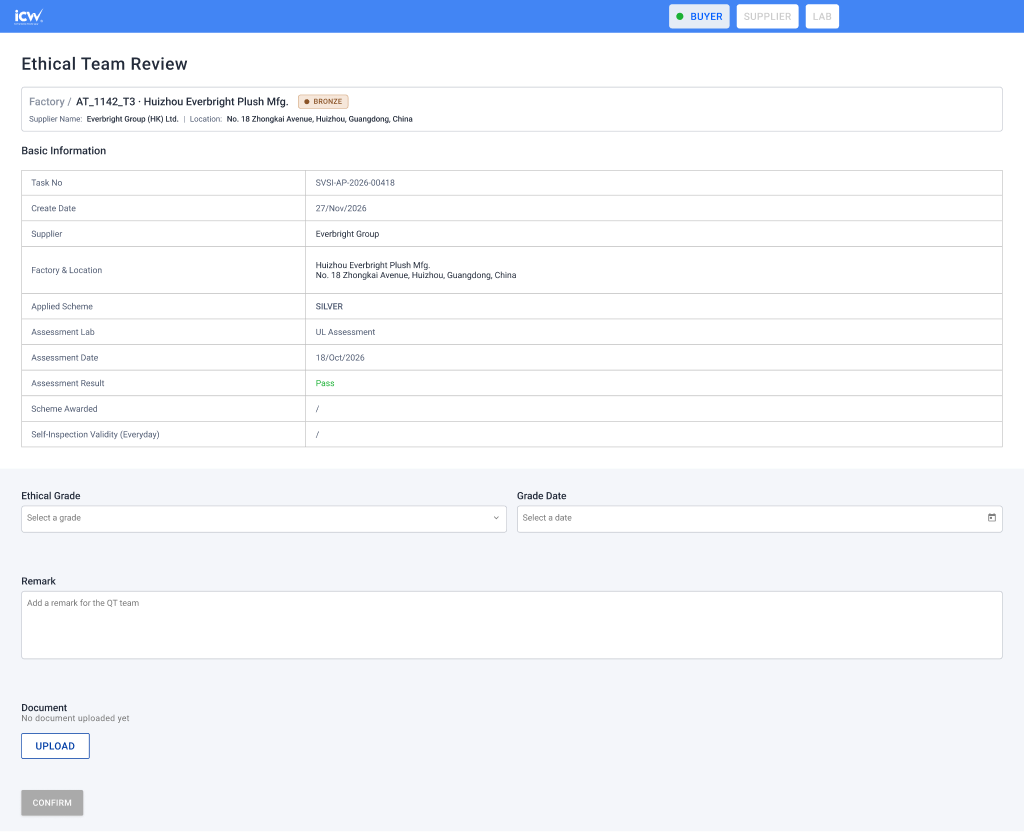 icw
BUYER
SUPPLIER
LAB
Ethical Team Review
Factory / AT_1142_T3 · Huizhou Everbright Plush Mfg. BRONZE
Supplier Name: Everbright Group (HK) Ltd. | Location: No. 18 Zhongkai Avenue, Huizhou, Guangdong, China
Basic Information
Task No SVSI-AP-2026-00418
Create Date 27/Nov/2026
Supplier Everbright Group
Factory & Location Huizhou Everbright Plush Mfg.
No. 18 Zhongkai Avenue, Huizhou, Guangdong, China
Applied Scheme SILVER
Assessment Lab UL Assessment
Assessment Date 18/Oct/2026
Assessment Result Pass
Scheme Awarded /
Self-Inspection Validity (Everyday) /
Ethical Grade
Select a grade
Grade Date
Select a date
Remark
Add a remark for the QT team
Document
No document uploaded yet
UPLOAD
CONFIRM